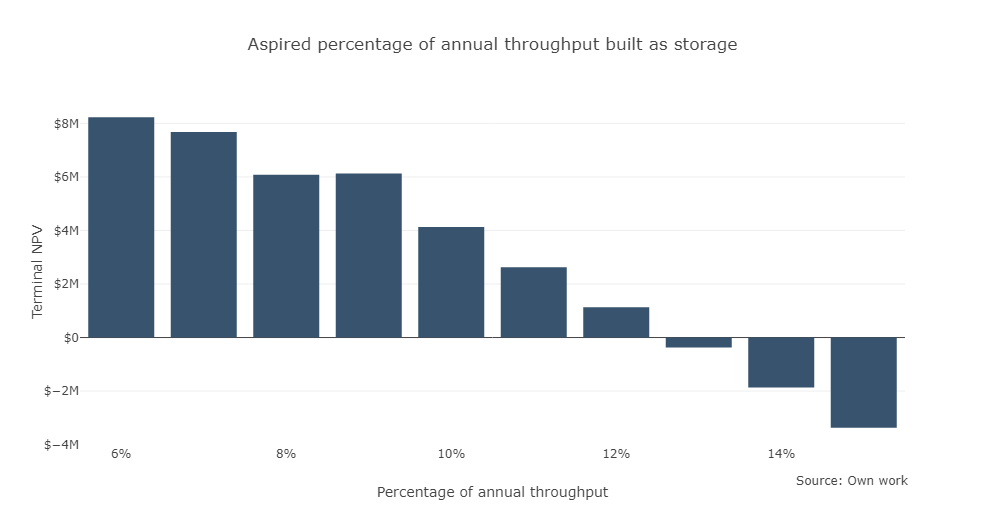 Aspired percentage of annual throughput built as storage
$8M
$6M
$4M
$2M
$0
$−2M
$−4M
Terminal NPV
6%
8%
10%
12%
14%
Source: Own work
Percentage of annual throughput